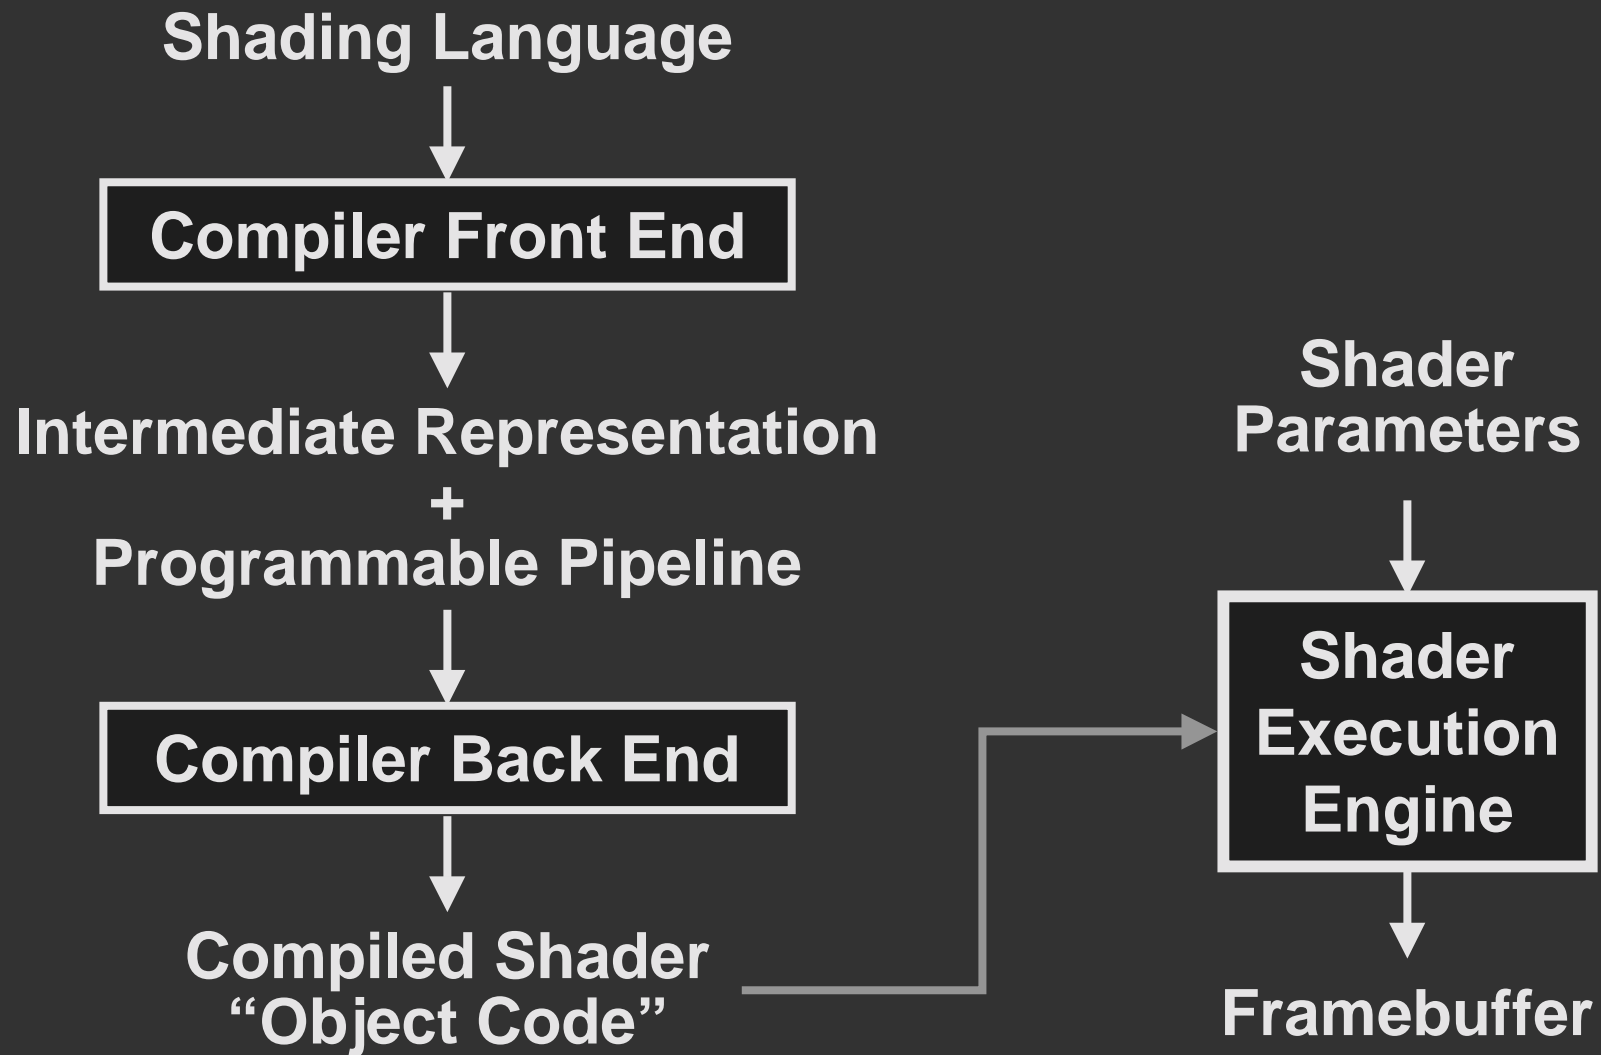 Shading Language
Compiler Front End
Intermediate Representation
+
Programmable Pipeline
Compiler Back End
Compiled Shader
“Object Code”
Shader
Parameters
Shader
Execution
Engine
Framebuffer